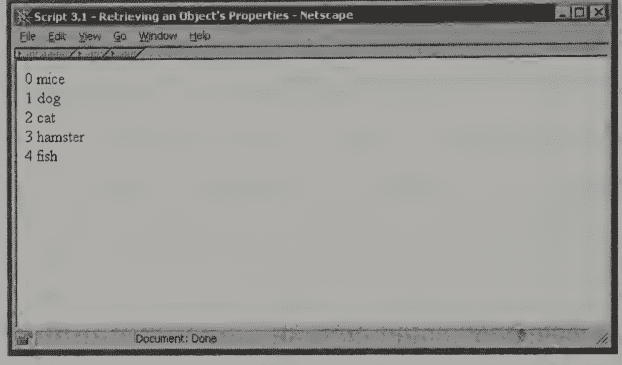 Script 3.1 - Retrieving an Object's Properties - Netscape
File Edit View Go Window Help
0 mice
1 dog
2 cat
3 hamster
4 fish
Document: Done